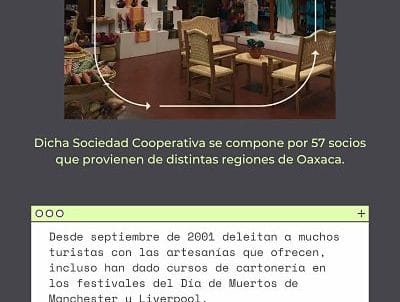 Dicha Sociedad Cooperativa se compone por 57 socios
que provienen de distintas regiones de Oaxaca.
Desde septiembre de 2001 deleitan a muchos
turistas con las artesanías que ofrecen,
incluso han dado cursos de cartonería en
los festivales del Día de Muertos de
Manchester y Liverpool.